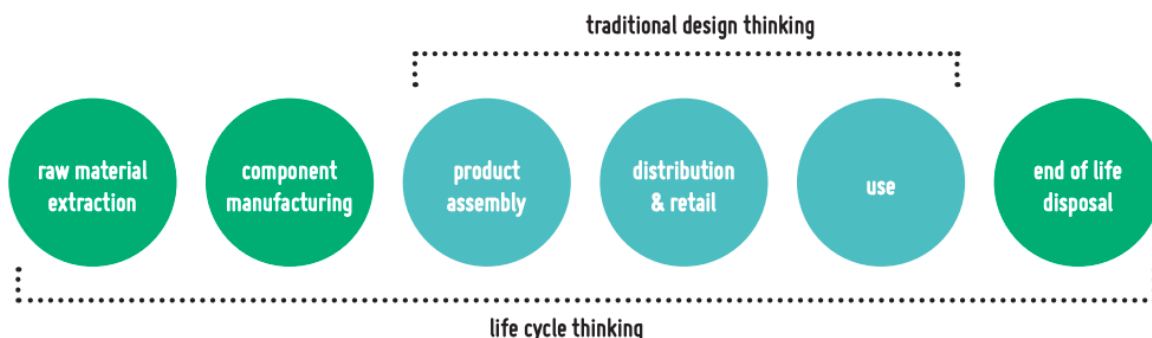 traditional design thinking
raw material
extraction
component
manufacturing
product
assembly
distribution
& retail
use
end of life
disposal
life cycle thinking